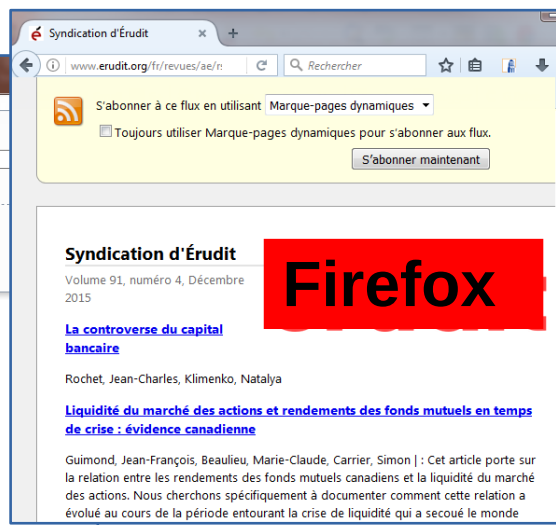 Syndication d'Érudit
www.erudit.org/fr/revues/ae/r
Rechercher
S'abonner à ce flux en utilisant Marque-pages dynamiques
Toujours utiliser Marque-pages dynamiques pour s'abonner aux flux.
S'abonner maintenant
Syndication d'Érudit
Volume 91, numéro 4, Décembre
2015
Firefox
La controverse du capital
bancaire
Rochet, Jean-Charles, Klimenko, Natalya
Liquidité du marché des actions et rendements des fonds mutuels en temps
de crise : évidence canadienne
Guimond, Jean-François, Beaulieu, Marie-Claude, Carrier, Simon | : Cet article porte sur
la relation entre les rendements des fonds mutuels canadiens et la liquidité du marché
des actions. Nous cherchons spécifiquement à documenter comment cette relation a
évolué au cours de la période entourant la crise de liquidité qui a secoué le monde